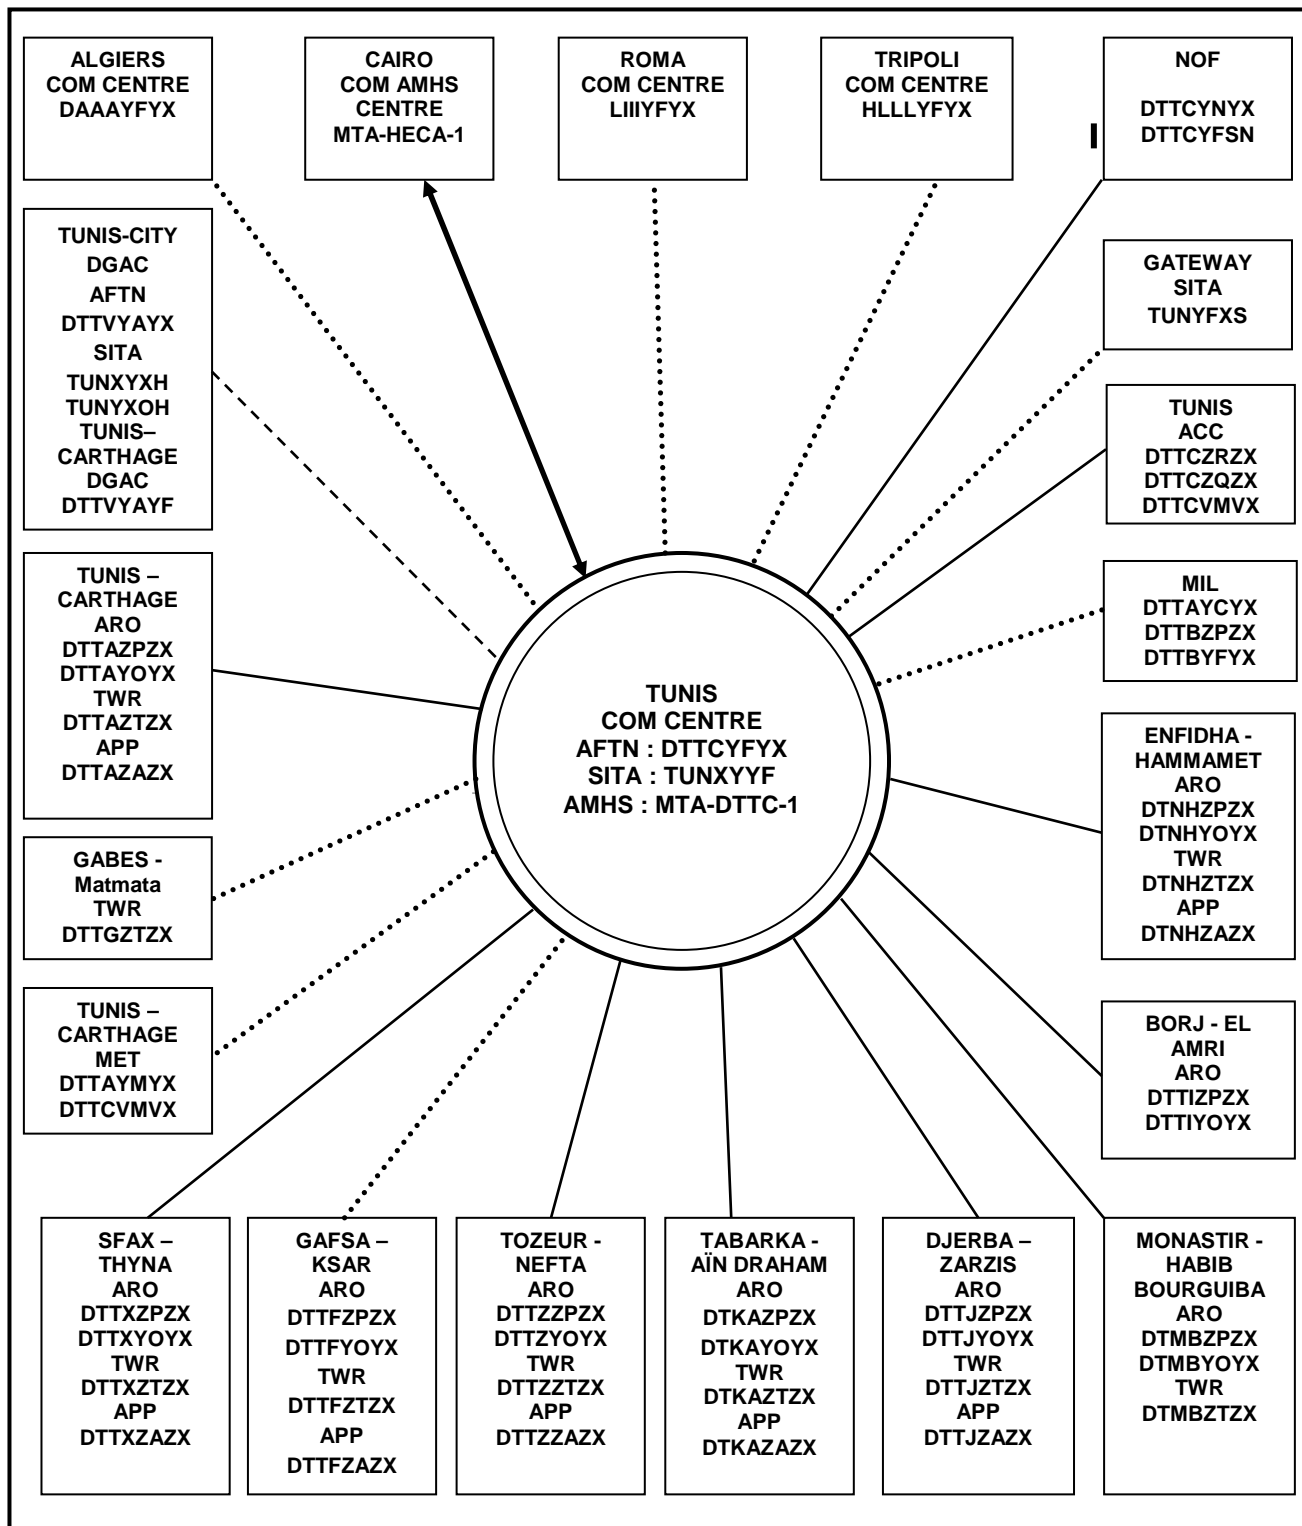 ALGIERS
COM CENTRE
DAAAYFYX
CAIRO
COM AMHS
CENTRE
MTA-HECA-1
ROMA
COM CENTRE
LIIIYFYX
TRIPOLI
COM CENTRE
HLLLYFYX
NOF
DTTCYNYX
DTTCYFSN
TUNIS-CITY
DGAC
AFTN
DTTVYAYX
SITA
TUNXYXH
TUNYXOH
TUNIS–
CARTHAGE
DGAC
DTTVYAYF
GATEWAY
SITA
TUNYFXS
TUNIS
ACC
DTTCZRZX
DTTCZQZX
DTTCVMVX
TUNIS –
CARTHAGE
ARO
DTTAZPZX
DTTAYOYX
TWR
DTTAZTZX
APP
DTTAZAZX
MIL
DTTAYCYX
DTTBZPZX
DTTBYFYX
TUNIS
COM CENTRE
AFTN : DTTCYFYX
SITA : TUNXYYF
AMHS : MTA-DTTC-1
ENFIDHA -
HAMMAMET
ARO
DTNHZPZX
DTNHYOYX
TWR
DTNHZTZX
APP
DTNHZAZX
GABES -
Matmata
TWR
DTTGZTZX
TUNIS –
CARTHAGE
MET
DTTAYMYX
DTTCVMVX
BORJ - EL
AMRI
ARO
DTTIZPZX
DTTIYOYX
SFAX –
THYNA
ARO
DTTXZPZX
DTTXYOYX
TWR
DTTXZTZX
APP
DTTXZAZX
GAFSA –
KSAR
ARO
DTTFZPZX
DTTFYOYX
TWR
DTTFZTZX
APP
DTTFZAZX
TOZEUR -
NEFTA
ARO
DTTZZPZX
DTTZYOYX
TWR
DTTZZTZX
APP
DTTZZAZX
TABARKA -
AÏN DRAHAM
ARO
DTKAZPZX
DTKAYOYX
TWR
DTKAZTZX
APP
DTKAZAZX
DJERBA –
ZARZIS
ARO
DTTJZPZX
DTTJYOYX
TWR
DTTJZTZX
APP
DTTJZAZX
MONASTIR -
HABIB
BOURGUIBA
ARO
DTMBZPZX
DTMBYOYX
TWR
DTMBZTZX